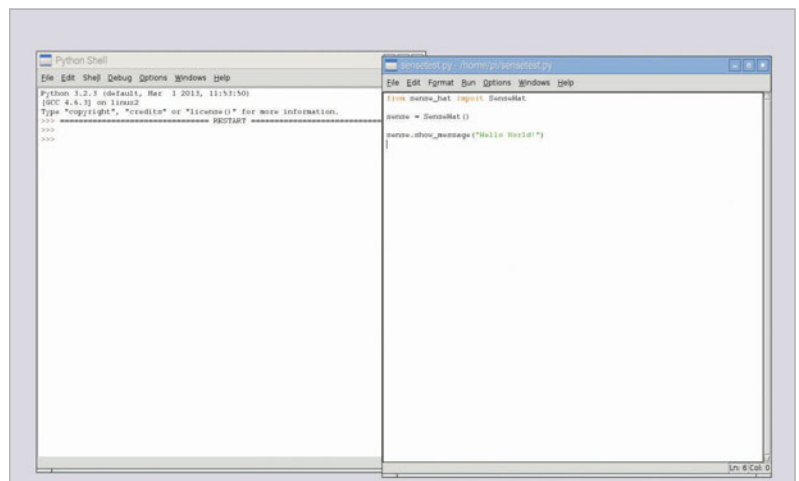 Python Shell
File Edit Shell Debug Options Windows Help
Python 3.2.3 (default, Mar 1 2013, 11:53:50)
[GCC 4.6.3] on linux2
Type "copyright", "credits" or "license()" for more information.
>>> ================================ RESTART ================================
>>>
>>>
sensetest.py - /home/pi/sensetest.py
File Edit Format Run Options Windows Help
from sense_hat import SenseHat
sense = SenseHat()
sense.show_message("Hello World!")
Ln: 6 Col: 0